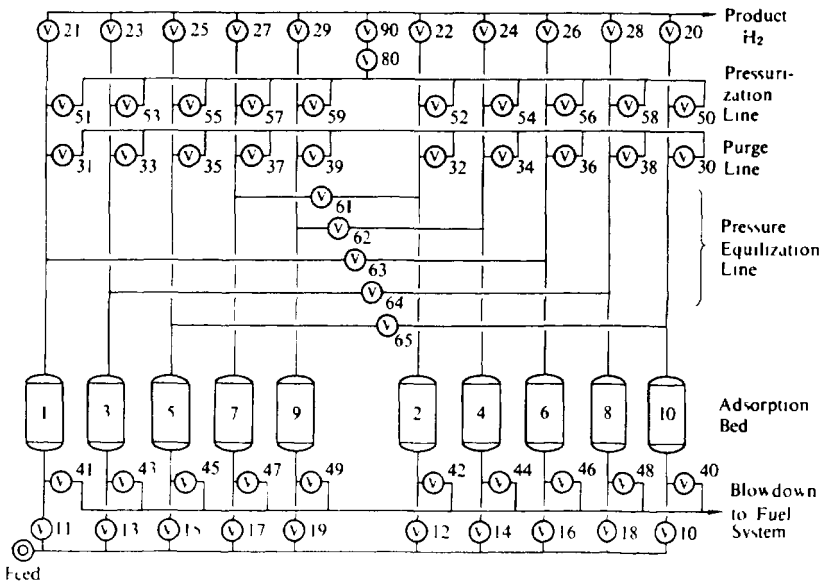 21 23 25 27 29 90 22 24 26 28 20 Product
H₂
80
Pressuri-
zation
Line
51 53 55 57 59 52 54 56 58 50
Purge
Line
31 33 35 37 39 32 34 36 38 30
61
62
Pressure
Equilization
Line
63
64
65
1 3 5 7 9 2 4 6 8 10 Adsorption
Bed
41 43 45 47 49 42 44 46 48 40
Blowdown
to Fuel
System
11 13 15 17 19 12 14 16 18 10
Feed
V V V V V V V V V V V
V
V V V V V V V V V V
V V V V V V V V V V
V
V
V
V
V
V V V V V V V V V V
V V V V V V V V V V